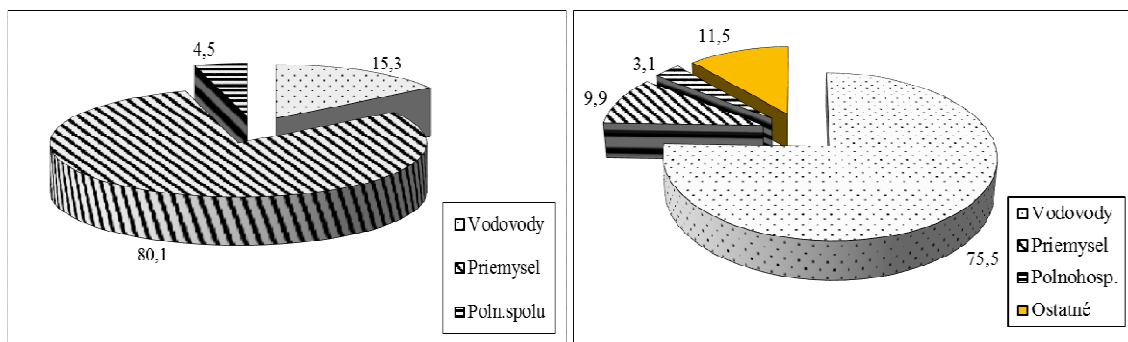 4,5
15,3
80,1
Vodovody
Priemysel
Poln.spolu
11,5
3,1
9,9
75,5
Vodovody
Priemysel
Polnohosp.
Ostatné